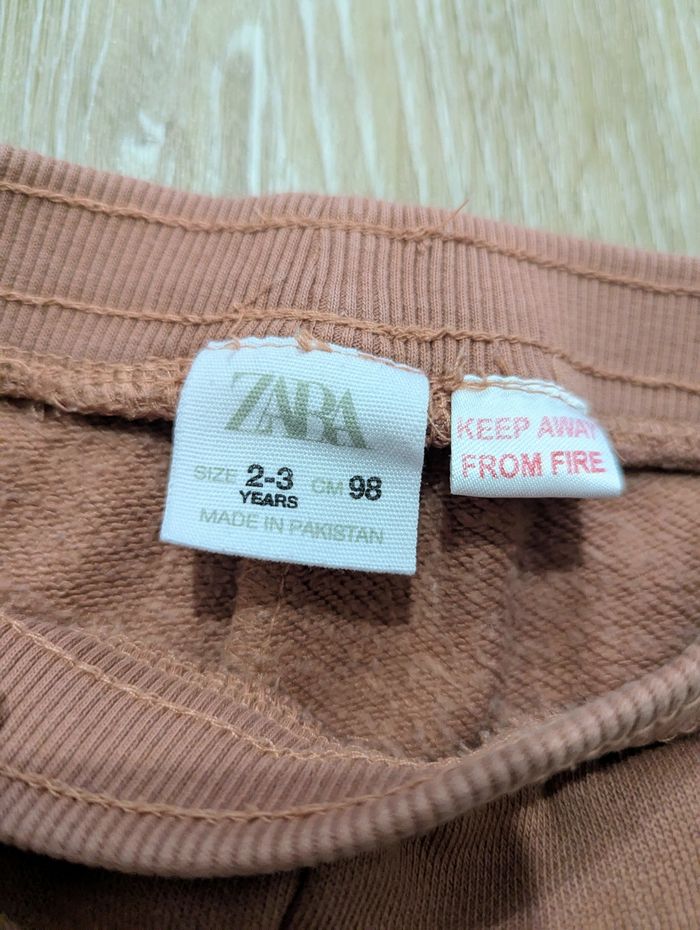 ZARA
SIZE 2-3 CM 98
YEARS
MADE IN PAKISTAN
KEEP AWAY
FROM FIRE